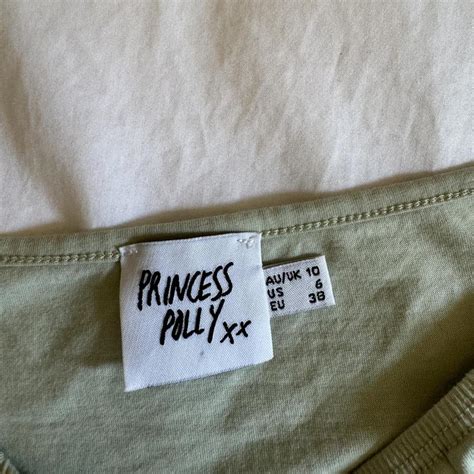 PRINCESS
POLLY xx
AU/UK 10
US 6
EU 38